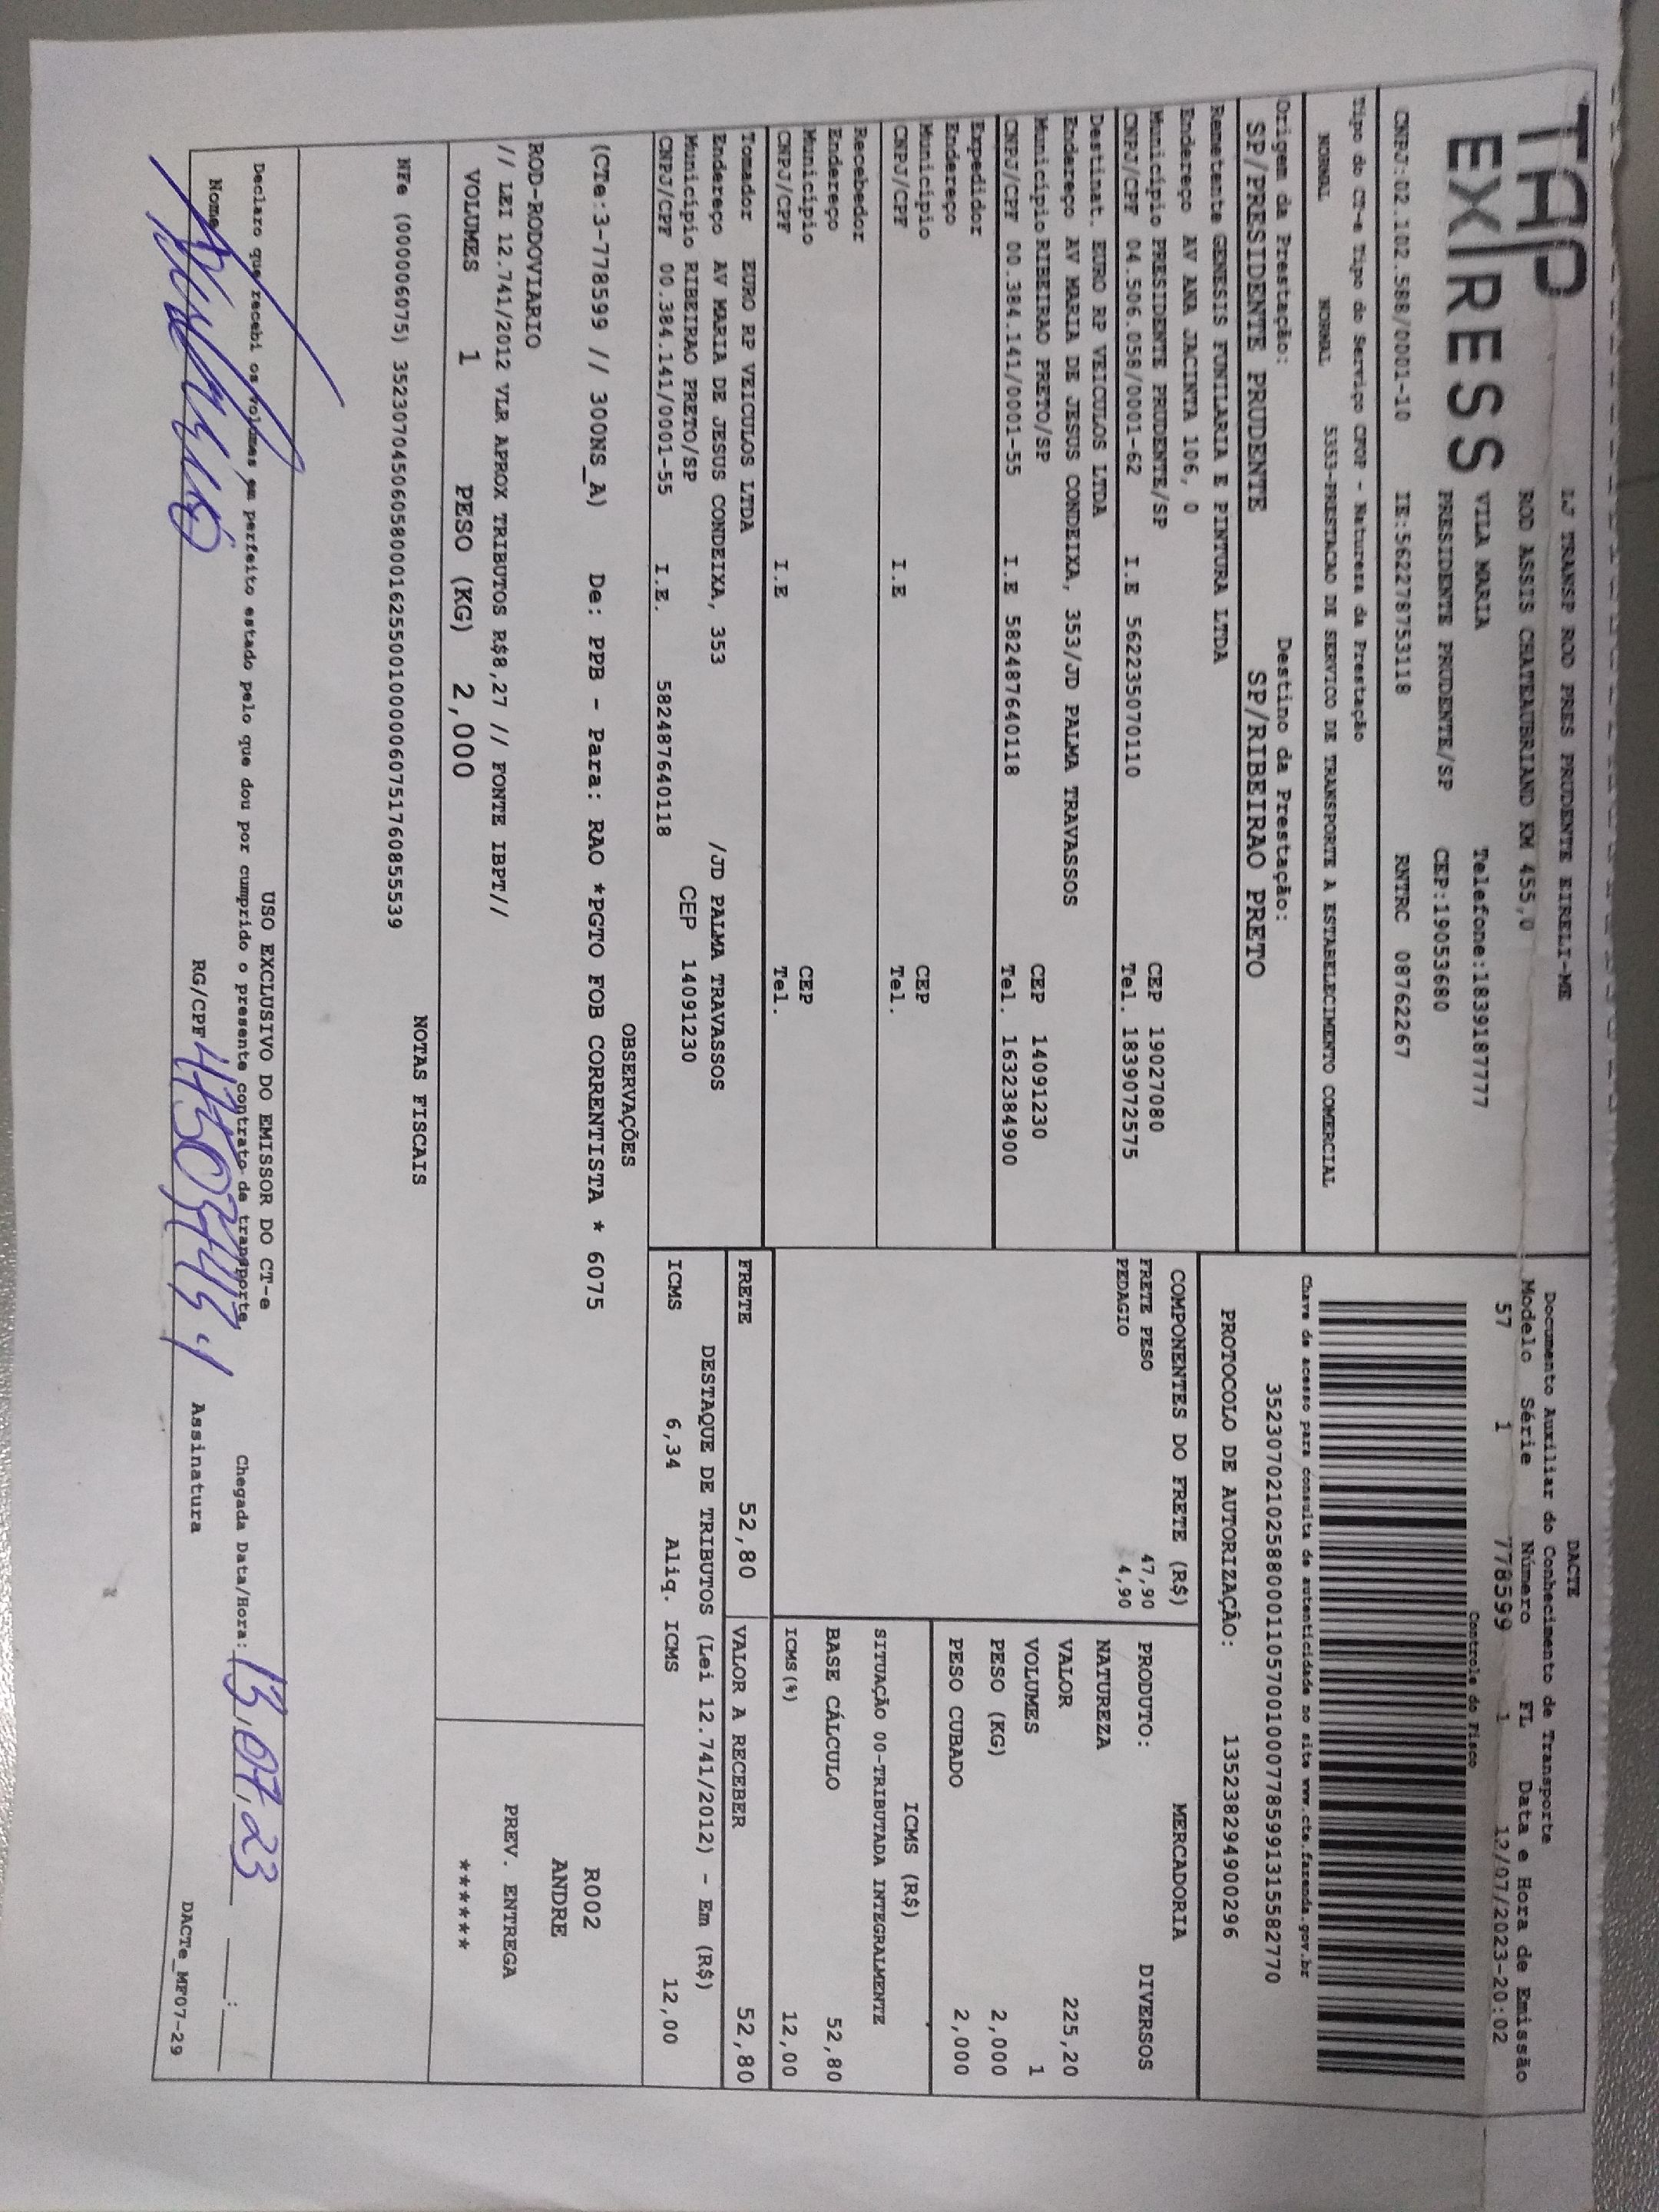 TAP
EXPRESS
LJ TRANSP ROD PRES PRUDENTE EIRELI-ME
ROD ASSIS CHATEAUBRIAND KM 455,0
VILA MARIA Telefone:1839187777
PRESIDENTE PRUDENTE/SP CEP:19053680
CNPJ:02.102.588/0001-10 IE:562278753118 RNTRC 08762267
Tipo do CT-e Tipo do Serviço CFOP - Natureza da Prestação
NORMAL NORMAL 5353-PRESTACAO DE SERVICO DE TRANSPORTE A ESTABELECIMENTO COMERCIAL
Origem da Prestação: Destino da Prestação:
SP/PRESIDENTE PRUDENTE SP/RIBEIRAO PRETO
Remetente GENESIS FUNILARIA E PINTURA LTDA
Endereço AV ANA JACINTA 106, 0
Município PRESIDENTE PRUDENTE/SP CEP 19027080
CNPJ/CPF 04.506.058/0001-62 I.E 562235070110 Tel. 1839072575
Destinat. EURO RP VEICULOS LTDA
Endereço AV MARIA DE JESUS CONDEIXA, 353/JD PALMA TRAVASSOS
Município RIBEIRAO PRETO/SP CEP 14091230
CNPJ/CPF 00.384.141/0001-55 I.E 582487640118 Tel. 1632384900
Expedidor
Endereço
Município CEP
CNPJ/CPF I.E Tel.
Recebedor
Endereço
Município CEP
CNPJ/CPF I.E Tel.
Tomador EURO RP VEICULOS LTDA
Endereço AV MARIA DE JESUS CONDEIXA, 353 /JD PALMA TRAVASSOS
Município RIBEIRAO PRETO/SP CEP 14091230
CNPJ/CPF 00.384.141/0001-55 I.E. 582487640118
DACTE
Documento Auxiliar do Conhecimento de Transporte
Modelo Série Número FL Data e Hora de Emissão
57 1 778599 1 12/07/2023-20:02
Controle do Fisco
Chave de acesso para consulta de autenticidade no site www.cte.fazenda.gov.br
35230702102588000110570010007785991315582770
PROTOCOLO DE AUTORIZAÇÃO: 135238294900296
COMPONENTES DO FRETE (R$)
FRETE PESO 47,90
PEDAGIO 4,90
MERCADORIA
PRODUTO: DIVERSOS
NATUREZA
VALOR 225,20
VOLUMES 1
PESO (KG) 2,000
PESO CUBADO 2,000
ICMS (R$)
SITUAÇÃO 00-TRIBUTADA INTEGRALMENTE
BASE CÁLCULO 52,80
ICMS(%) 12,00
FRETE 52,80 VALOR A RECEBER 52,80
DESTAQUE DE TRIBUTOS (Lei 12.741/2012) - Em (R$)
ICMS 6,34 Aliq. ICMS 12,00
OBSERVAÇÕES
(CTe:3-778599 // 300NS_A) De: PPB - Para: RAO *PGTO FOB CORRENTISTA * 6075
ROD-RODOVIARIO
// LEI 12.741/2012 VLR APROX TRIBUTOS R$8,27 // FONTE IBPT//
R002
ANDRE
PREV. ENTREGA
******
VOLUMES 1 PESO (KG) 2,000
NOTAS FISCAIS
NFe (000006075) 35230704506058000162550010000060751760855539
USO EXCLUSIVO DO EMISSOR DO CT-e
Declaro que recebi os volumes em perfeito estado pelo que dou por cumprido o presente contrato de transporte
Chegada Data/Hora: 13,07,23 __:__
Nome RG/CPF Assinatura
DACTe_MF07-29